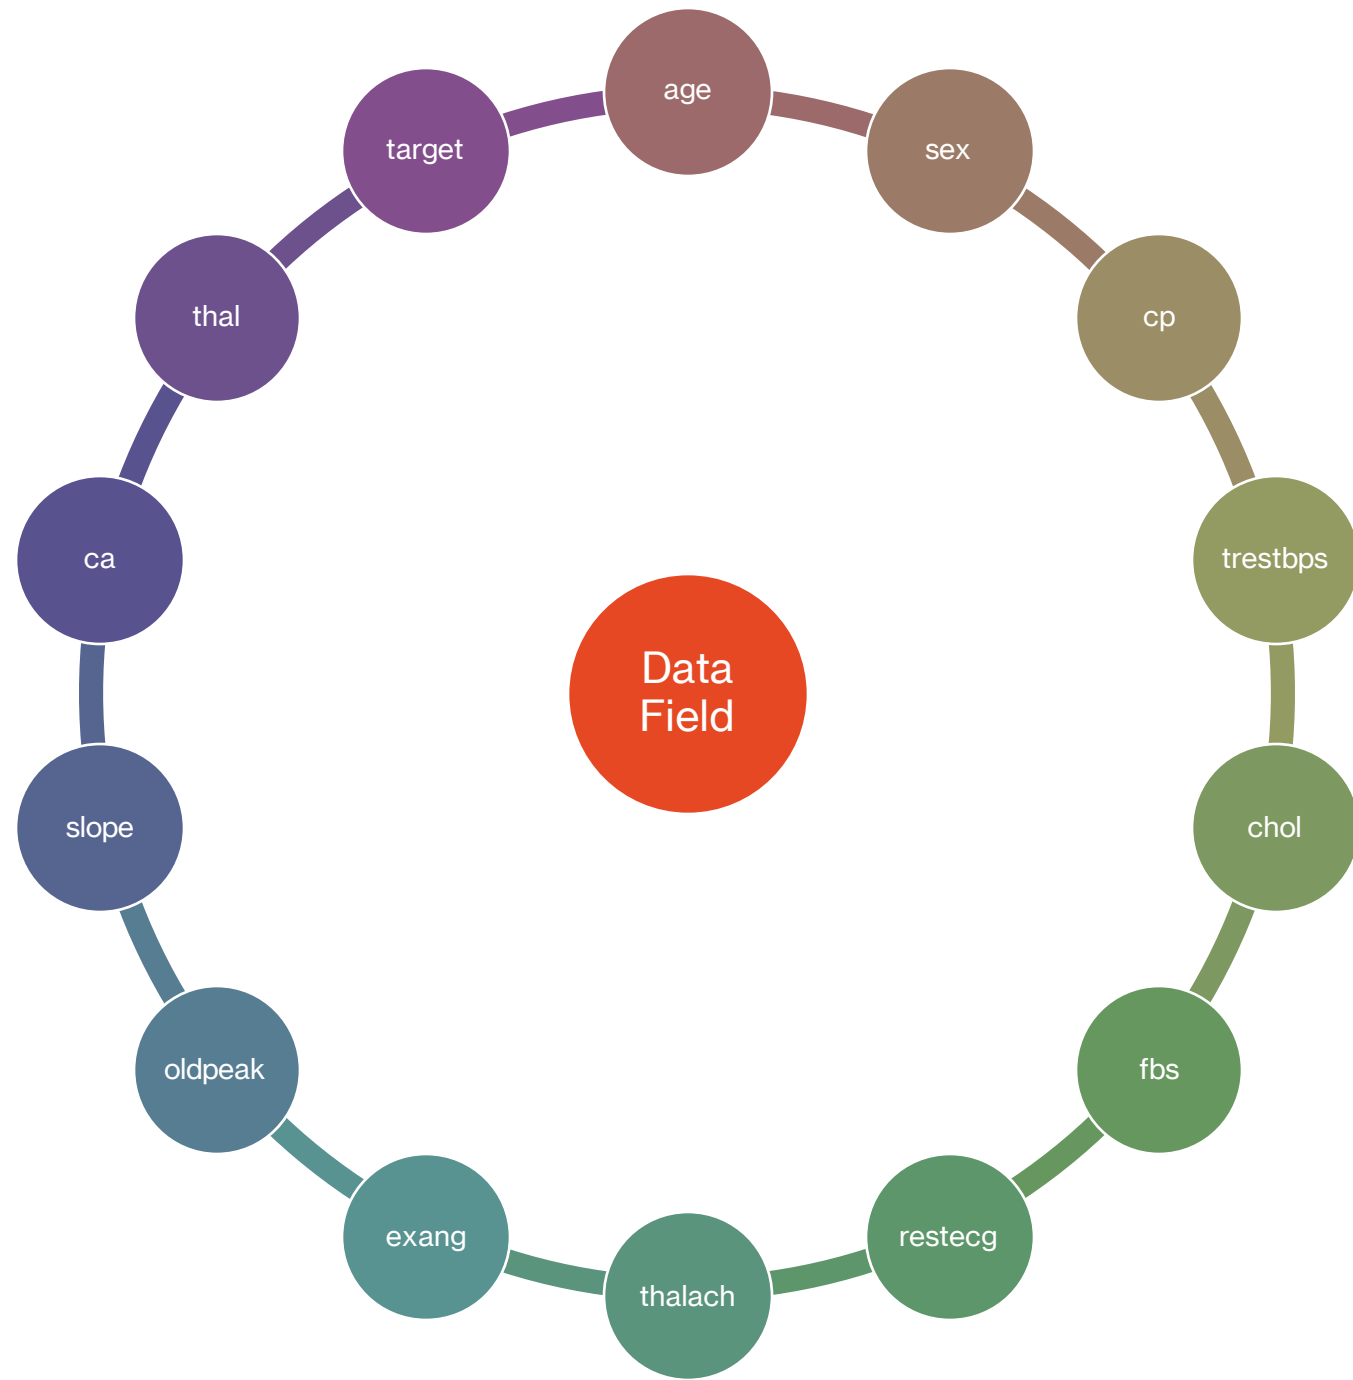 age
sex
cp
trestbps
chol
fbs
restecg
thalach
exang
oldpeak
slope
ca
thal
target
Data
Field